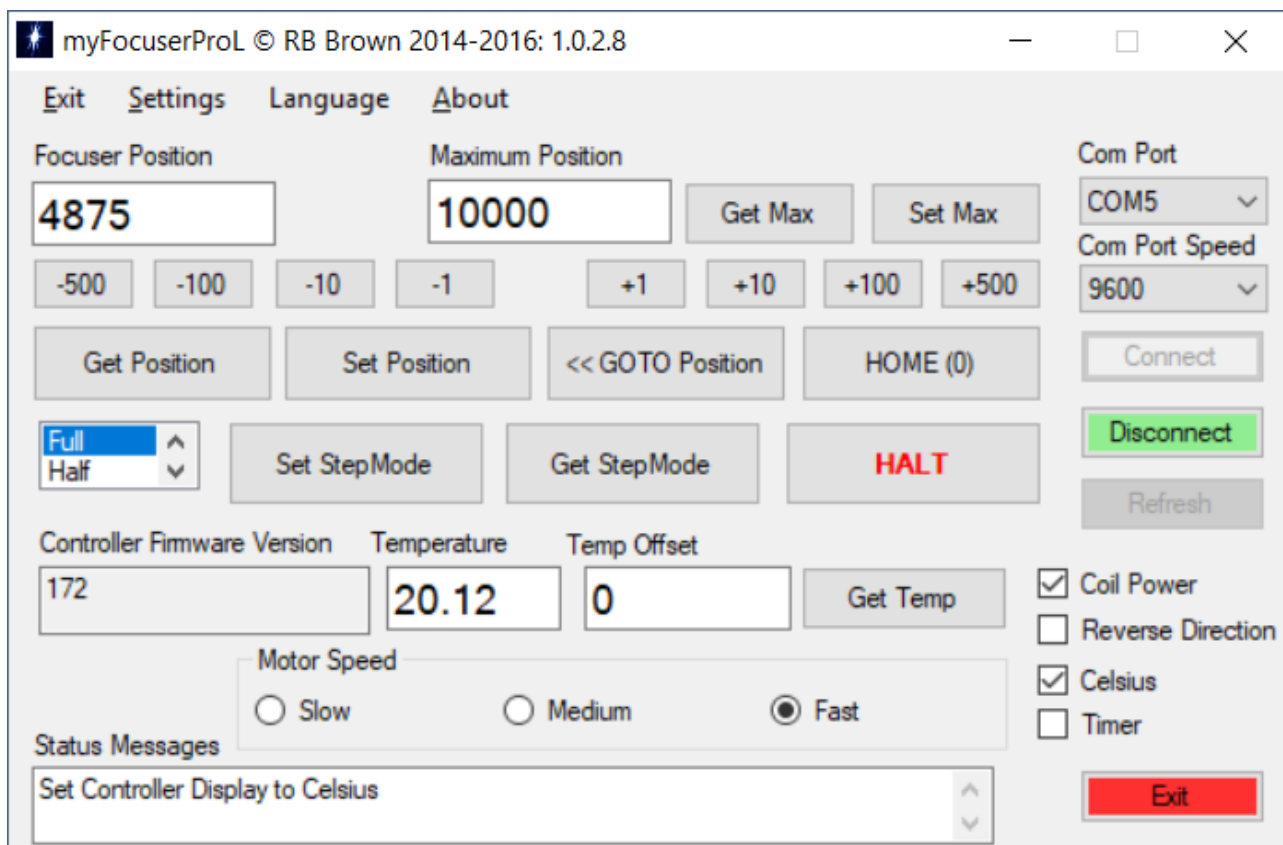 myFocuserProL © RB Brown 2014-2016: 1.0.2.8
Exit Settings Language About
Focuser Position Maximum Position Com Port
4875 10000 Get Max Set Max COM5
Com Port Speed
-500 -100 -10 -1 +1 +10 +100 +500 9600
Get Position Set Position << GOTO Position HOME (0) Connect
Full
Half Set StepMode Get StepMode HALT Disconnect
Refresh
Controller Firmware Version Temperature Temp Offset
172 20.12 0 Get Temp Coil Power
Reverse Direction
Motor Speed
Slow Medium Fast Celsius
Timer
Status Messages
Set Controller Display to Celsius Exit